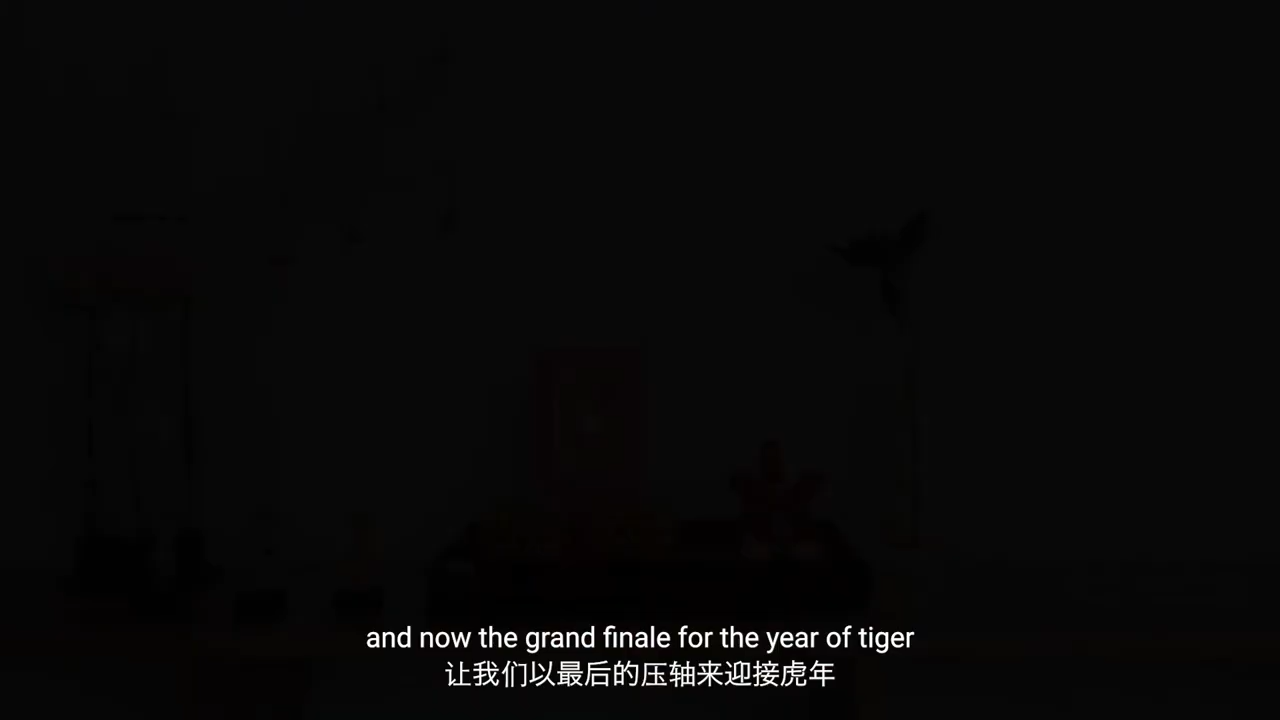 and now the grand finale for the year of tiger
让我们以最后的压轴来迎接虎年